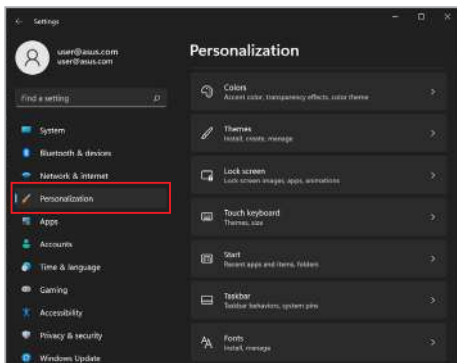 Settings
user@asus.com
user@asus.com
Find a setting
System
Bluetooth & devices
Network & internet
Personalization
Apps
Accounts
Time & language
Gaming
Accessibility
Privacy & security
Windows Update
Personalization
Colors
Accent color, transparency effects, color theme
Themes
Install, create, manage
Lock screen
Lock screen images, apps, animations
Touch keyboard
Themes, size
Start
Recent apps and items, folders
Taskbar
Taskbar behaviors, system pins
Fonts
Install, manage